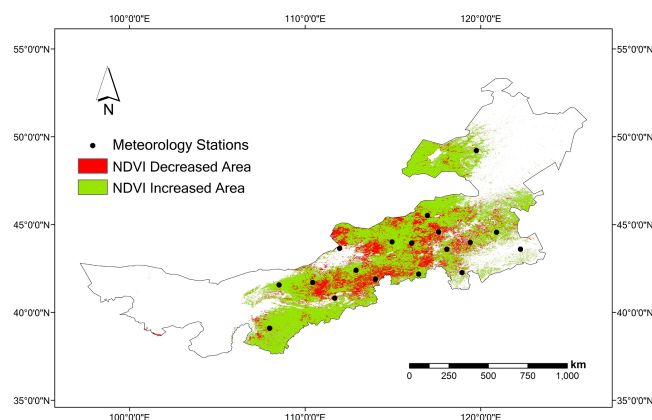 100°0'0"E 110°0'0"E 120°0'0"E
55°0'0"N 55°0'0"N
N
50°0'0"N 50°0'0"N
Meteorology Stations
NDVI Decreased Area
NDVI Increased Area
45°0'0"N 45°0'0"N
40°0'0"N 40°0'0"N
km
0 250 500 750 1,000
35°0'0"N 35°0'0"N
100°0'0"E 110°0'0"E 120°0'0"E